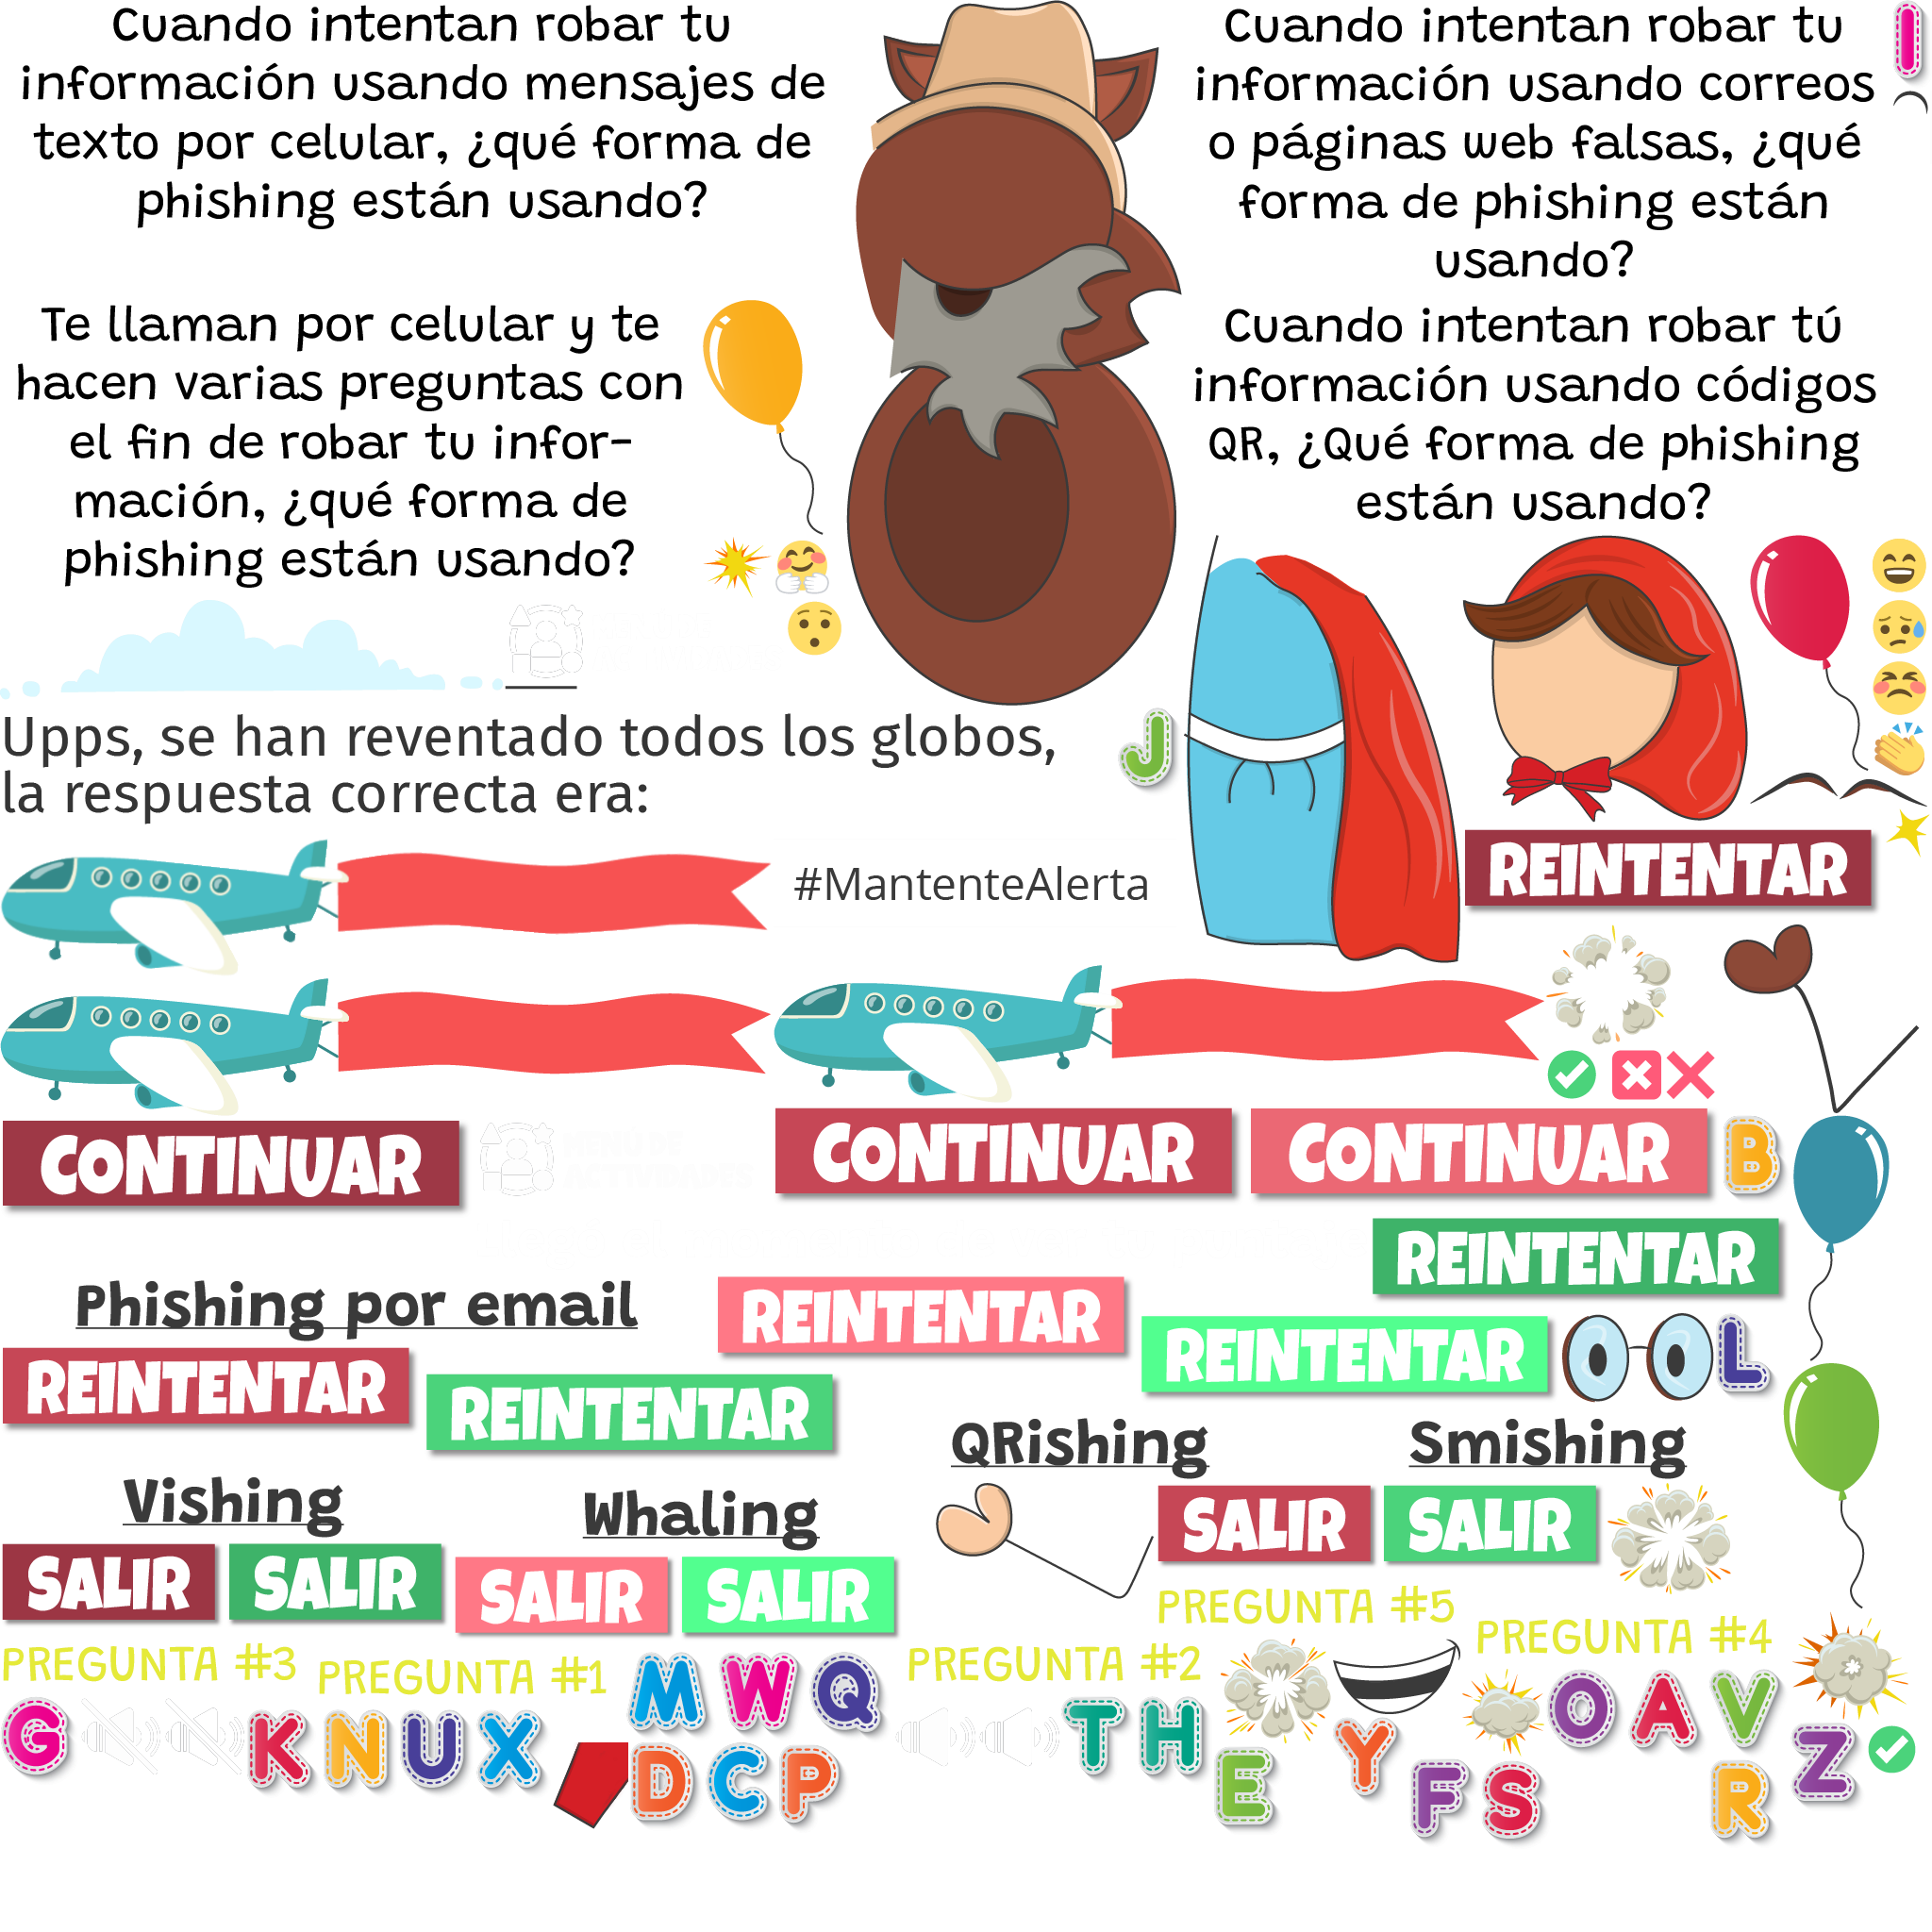 Cuando intentan robar tu
información usando mensajes de
texto por celular, ¿qué forma de
phishing están usando?
Cuando intentan robar tu
información usando correos
o páginas web falsas, ¿qué
forma de phishing están
usando?
I
Te llaman por celular y te
hacen varias preguntas con
el fin de robar tu infor-
mación, ¿qué forma de
phishing están usando?
Cuando intentan robar tú
información usando códigos
QR, ¿Qué forma de phishing
están usando?
Upps, se han reventado todos los globos,
la respuesta correcta era:
J
REINTENTAR
#MantenteAlerta
CONTINUAR
CONTINUAR
CONTINUAR
B
REINTENTAR
Phishing por email
REINTENTAR
REINTENTAR
L
REINTENTAR
REINTENTAR
QRishing
Smishing
Vishing
Whaling
SALIR
SALIR
SALIR
SALIR
SALIR
SALIR
PREGUNTA #5
PREGUNTA #4
PREGUNTA #3
PREGUNTA #1
PREGUNTA #2
M W Q
G
K N U X
T H
O A V
D C P
E
Y
F S
R
Z